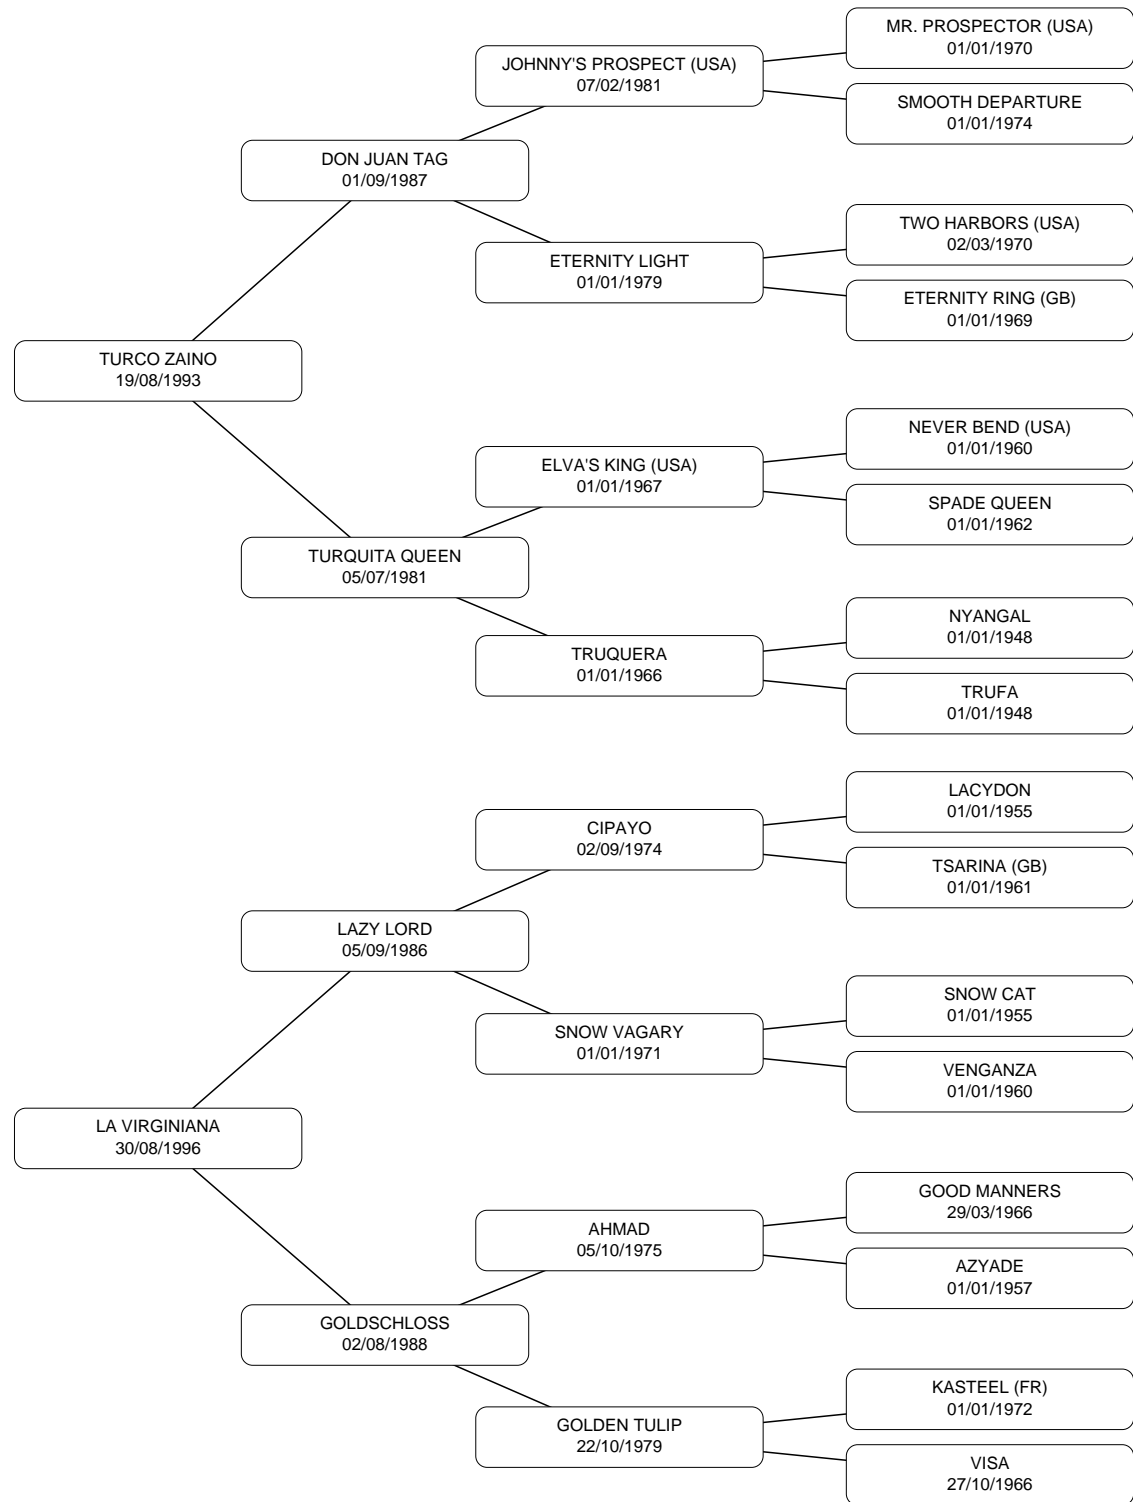 MR. PROSPECTOR (USA)
01/01/1970
JOHNNY'S PROSPECT (USA)
07/02/1981
SMOOTH DEPARTURE
01/01/1974
DON JUAN TAG
01/09/1987
TWO HARBORS (USA)
02/03/1970
ETERNITY LIGHT
01/01/1979
ETERNITY RING (GB)
01/01/1969
TURCO ZAINO
19/08/1993
NEVER BEND (USA)
01/01/1960
ELVA'S KING (USA)
01/01/1967
SPADE QUEEN
01/01/1962
TURQUITA QUEEN
05/07/1981
NYANGAL
01/01/1948
TRUQUERA
01/01/1966
TRUFA
01/01/1948
LACYDON
01/01/1955
CIPAYO
02/09/1974
TSARINA (GB)
01/01/1961
LAZY LORD
05/09/1986
SNOW CAT
01/01/1955
SNOW VAGARY
01/01/1971
VENGANZA
01/01/1960
LA VIRGINIANA
30/08/1996
GOOD MANNERS
29/03/1966
AHMAD
05/10/1975
AZYADE
01/01/1957
GOLDSCHLOSS
02/08/1988
KASTEEL (FR)
01/01/1972
GOLDEN TULIP
22/10/1979
VISA
27/10/1966